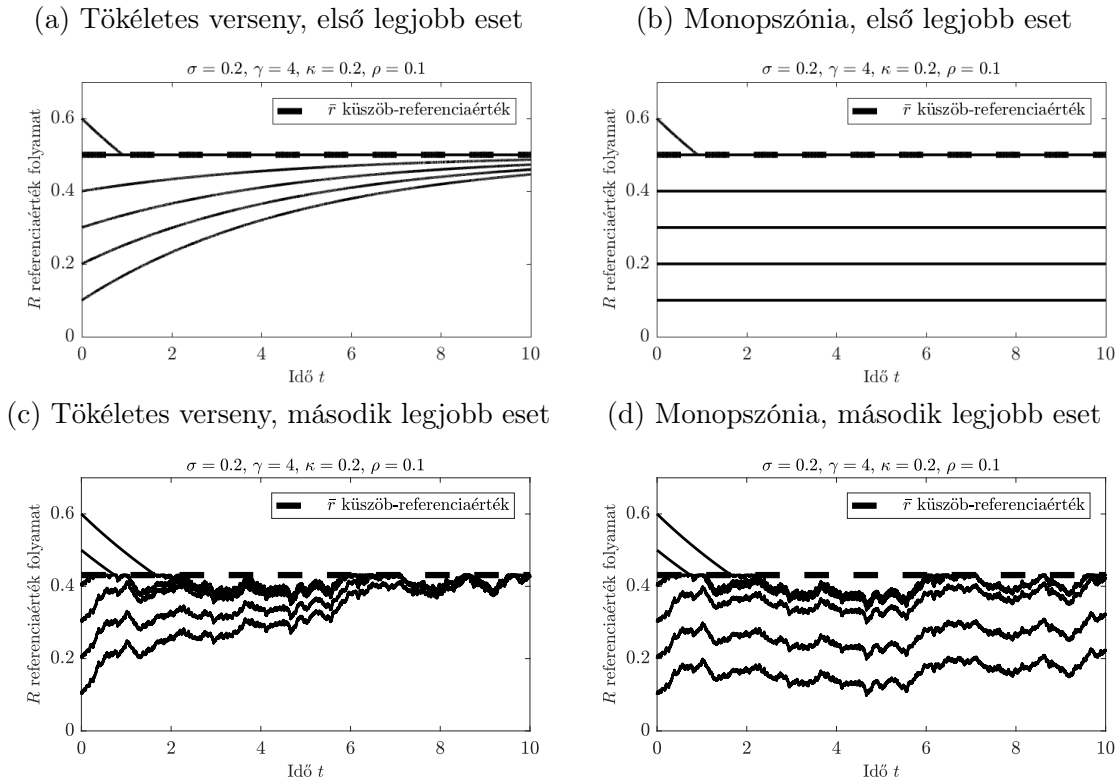 (a) Tökéletes verseny, első legjobb eset
σ = 0.2, γ = 4, κ = 0.2, ρ = 0.1
r̄ küszöb-referenciaérték
R referenciaérték folyamat
0.6
0.4
0.2
0
0 2 4 6 8 10
Idő t
(b) Monopszónia, első legjobb eset
σ = 0.2, γ = 4, κ = 0.2, ρ = 0.1
r̄ küszöb-referenciaérték
R referenciaérték folyamat
0.6
0.4
0.2
0
0 2 4 6 8 10
Idő t
(c) Tökéletes verseny, második legjobb eset
σ = 0.2, γ = 4, κ = 0.2, ρ = 0.1
r̄ küszöb-referenciaérték
R referenciaérték folyamat
0.6
0.4
0.2
0
0 2 4 6 8 10
Idő t
(d) Monopszónia, második legjobb eset
σ = 0.2, γ = 4, κ = 0.2, ρ = 0.1
r̄ küszöb-referenciaérték
R referenciaérték folyamat
0.6
0.4
0.2
0
0 2 4 6 8 10
Idő t